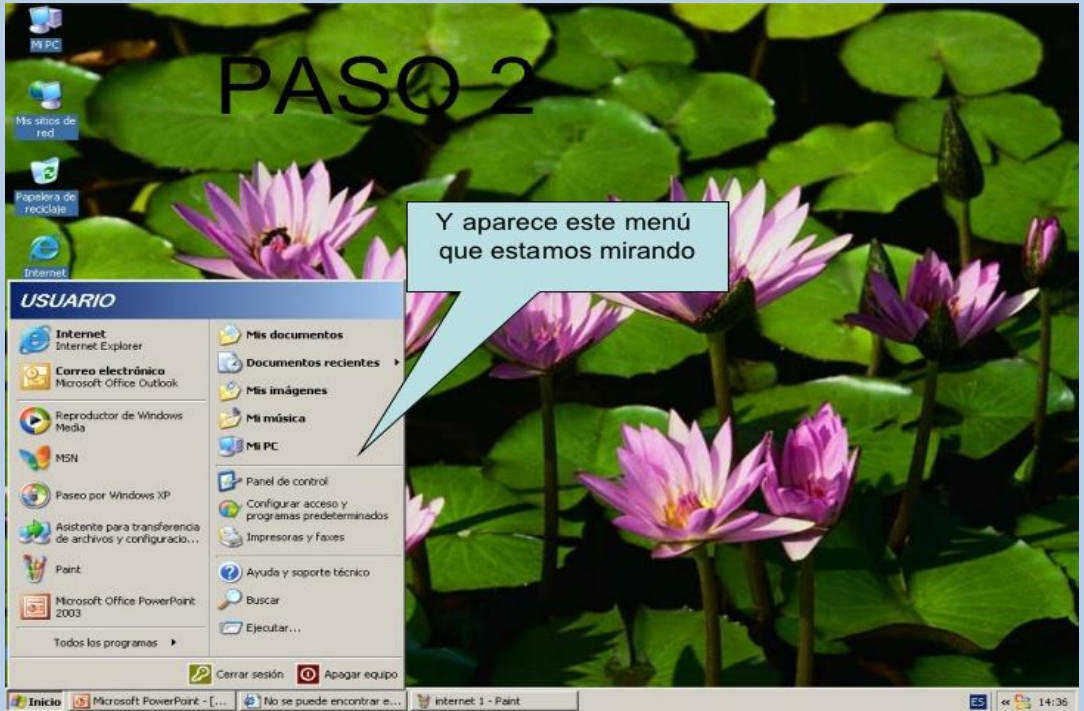 Mi PC
PASO 2
Mis sitios de
red
Papelera de
reciclaje
Y aparece este menú
que estamos mirando
Internet
USUARIO
Internet
Internet Explorer
Correo electrónico
Microsoft Office Outlook
Reproductor de Windows
Media
MSN
Paseo por Windows XP
Asistente para transferencia
de archivos y configuracio...
Paint
Microsoft Office PowerPoint
2003
Todos los programas
Mis documentos
Documentos recientes
Mis imágenes
Mi música
Mi PC
Panel de control
Configurar acceso y
programas predeterminados
Impresoras y faxes
Ayuda y soporte técnico
Buscar
Ejecutar...
Cerrar sesión
Apagar equipo
Inicio
Microsoft PowerPoint - [...
No se puede encontrar e...
internet 1 - Paint
ES
«
14:36